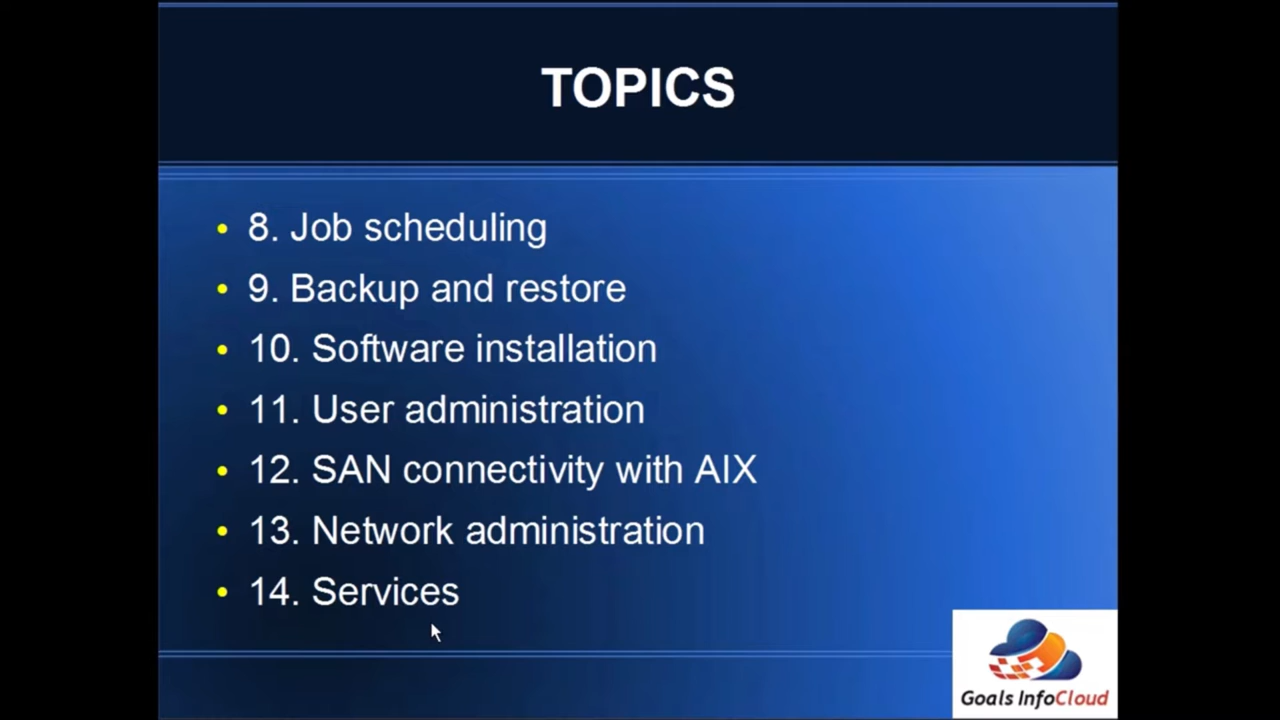 TOPICS
• 8. Job scheduling
• 9. Backup and restore
• 10. Software installation
• 11. User administration
• 12. SAN connectivity with AIX
• 13. Network administration
• 14. Services
Goals InfoCloud